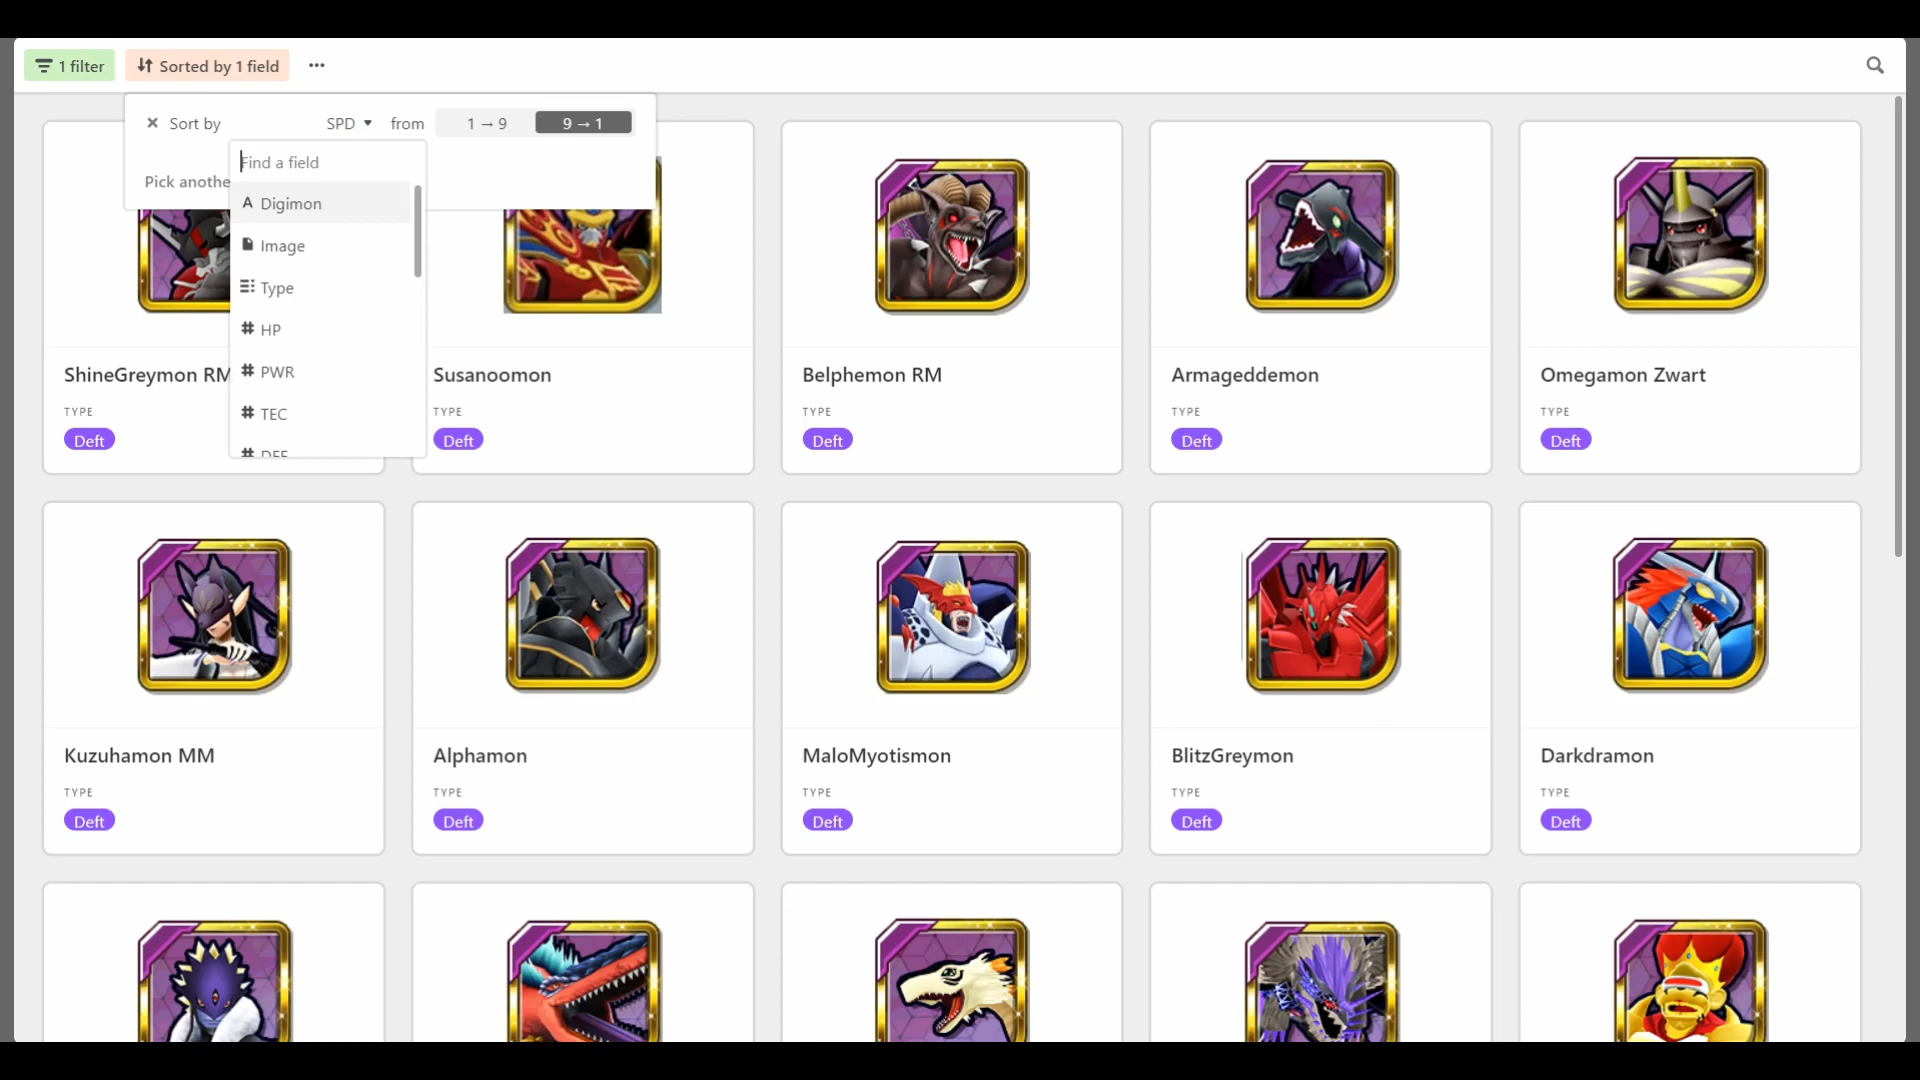 1 filter
Sorted by 1 field
Sort by
SPD
from
1 → 9
9 → 1
Find a field
Pick anothe
Digimon
Image
Type
HP
PWR
TEC
DEF
ShineGreymon RM
TYPE
Deft
Susanoomon
TYPE
Deft
Belphemon RM
TYPE
Deft
Armageddemon
TYPE
Deft
Omegamon Zwart
TYPE
Deft
Kuzuhamon MM
TYPE
Deft
Alphamon
TYPE
Deft
MaloMyotismon
TYPE
Deft
BlitzGreymon
TYPE
Deft
Darkdramon
TYPE
Deft